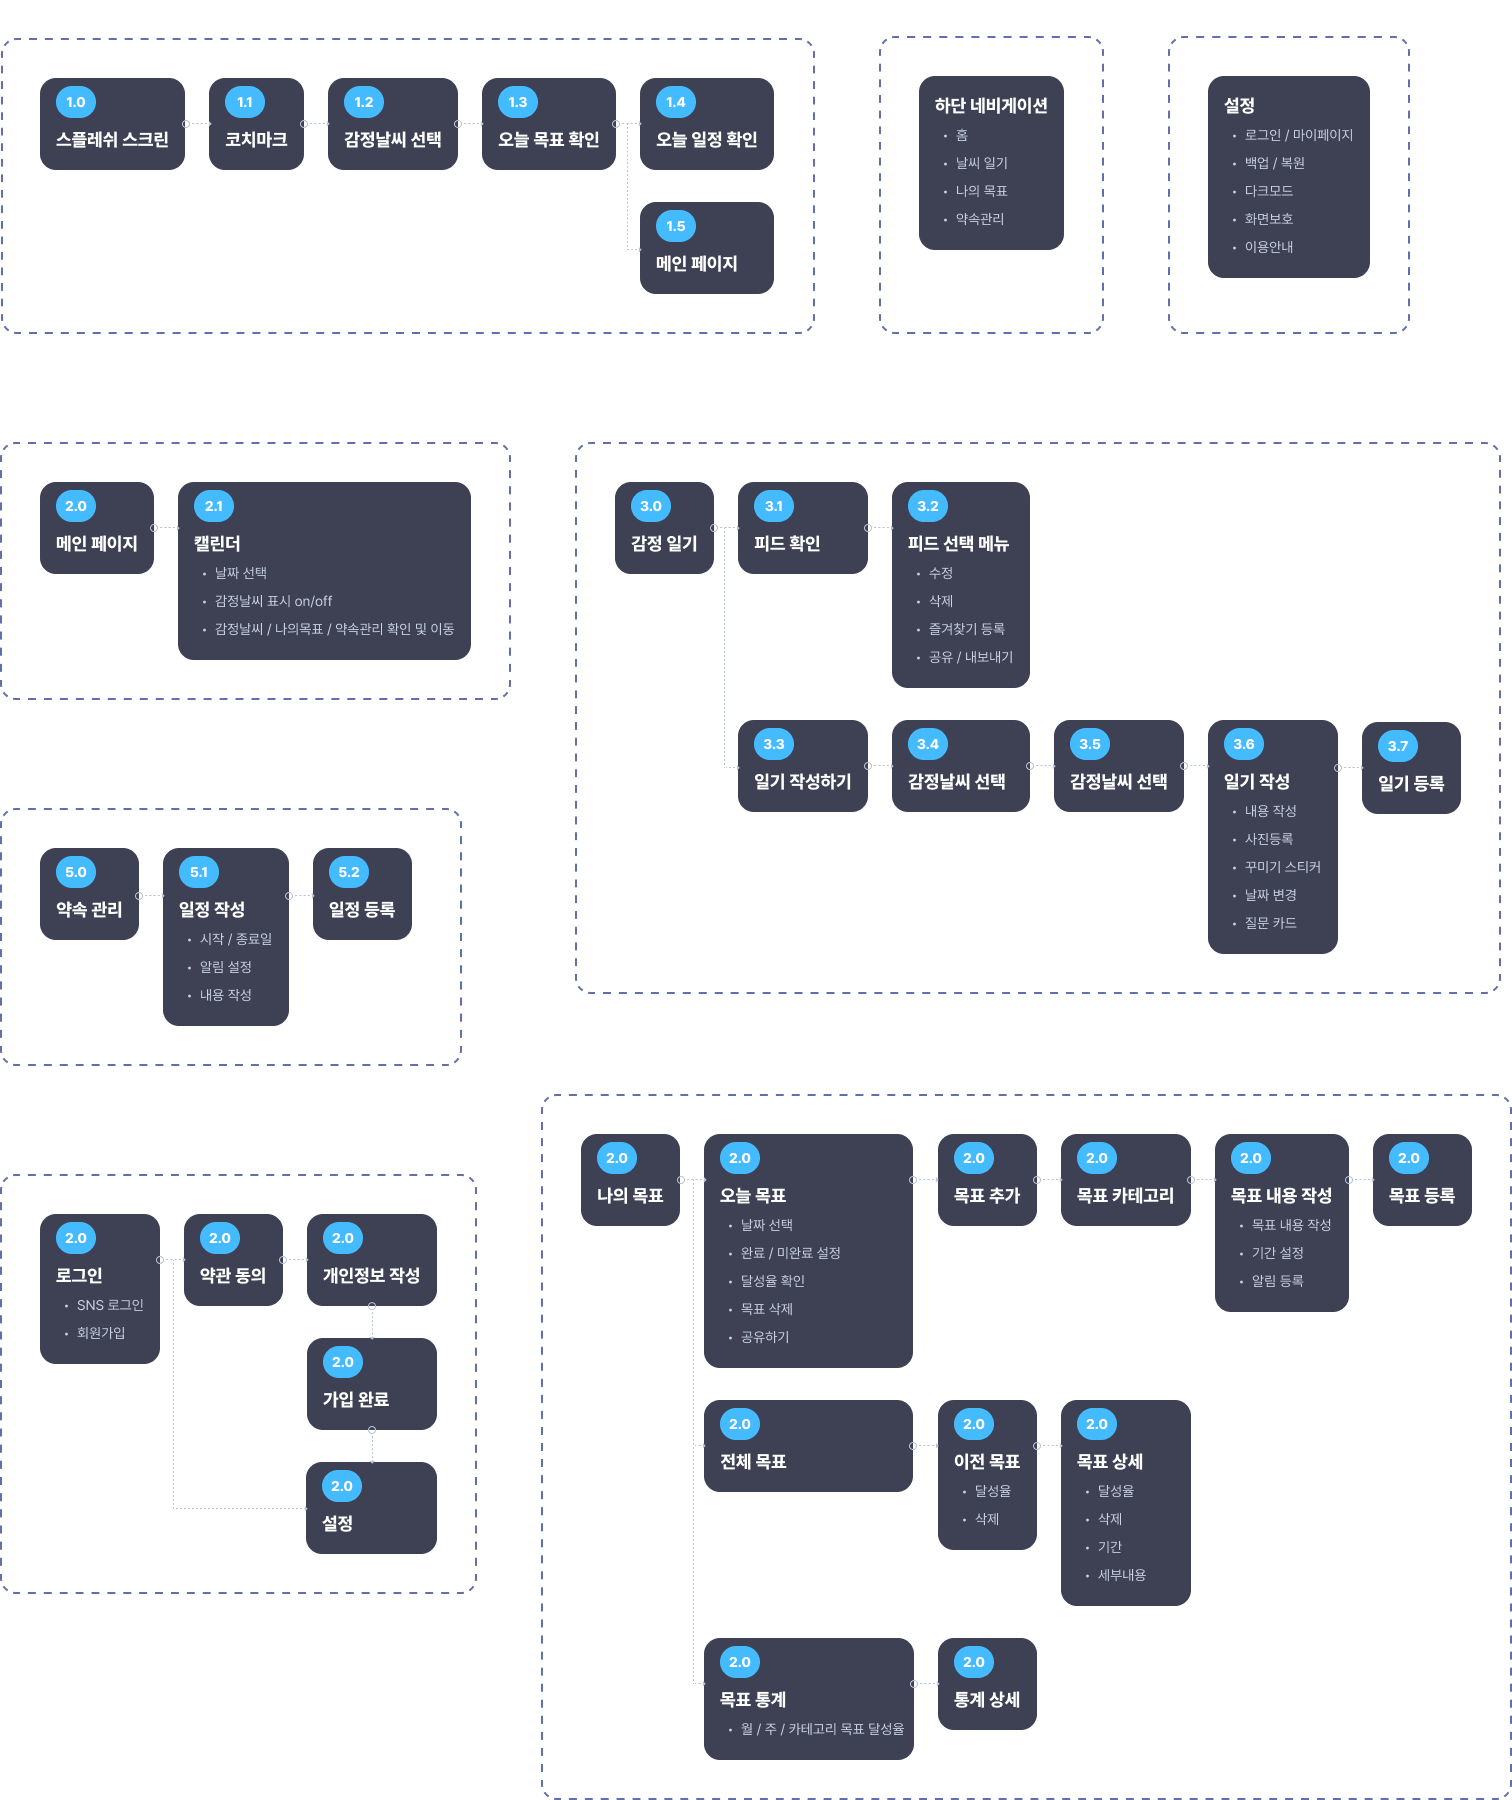 1.0
스플레쉬 스크린
1.1
코치마크
1.2
감정날씨 선택
1.3
오늘 목표 확인
1.4
오늘 일정 확인
1.5
메인 페이지
하단 네비게이션
• 홈
• 날씨 일기
• 나의 목표
• 약속관리
설정
• 로그인 / 마이페이지
• 백업 / 복원
• 다크모드
• 화면보호
• 이용안내
2.0
메인 페이지
2.1
캘린더
• 날짜 선택
• 감정날씨 표시 on/off
• 감정날씨 / 나의목표 / 약속관리 확인 및 이동
3.0
감정 일기
3.1
피드 확인
3.2
피드 선택 메뉴
• 수정
• 삭제
• 즐겨찾기 등록
• 공유 / 내보내기
3.3
일기 작성하기
3.4
감정날씨 선택
3.5
감정날씨 선택
3.6
일기 작성
• 내용 작성
• 사진등록
• 꾸미기 스티커
• 날짜 변경
• 질문 카드
3.7
일기 등록
5.0
약속 관리
5.1
일정 작성
• 시작 / 종료일
• 알림 설정
• 내용 작성
5.2
일정 등록
2.0
로그인
• SNS 로그인
• 회원가입
2.0
약관 동의
2.0
개인정보 작성
2.0
가입 완료
2.0
설정
2.0
나의 목표
2.0
오늘 목표
• 날짜 선택
• 완료 / 미완료 설정
• 달성율 확인
• 목표 삭제
• 공유하기
2.0
목표 추가
2.0
목표 카테고리
2.0
목표 내용 작성
• 목표 내용 작성
• 기간 설정
• 알림 등록
2.0
목표 등록
2.0
전체 목표
2.0
이전 목표
• 달성율
• 삭제
2.0
목표 상세
• 달성율
• 삭제
• 기간
• 세부내용
2.0
목표 통계
• 월 / 주 / 카테고리 목표 달성율
2.0
통계 상세